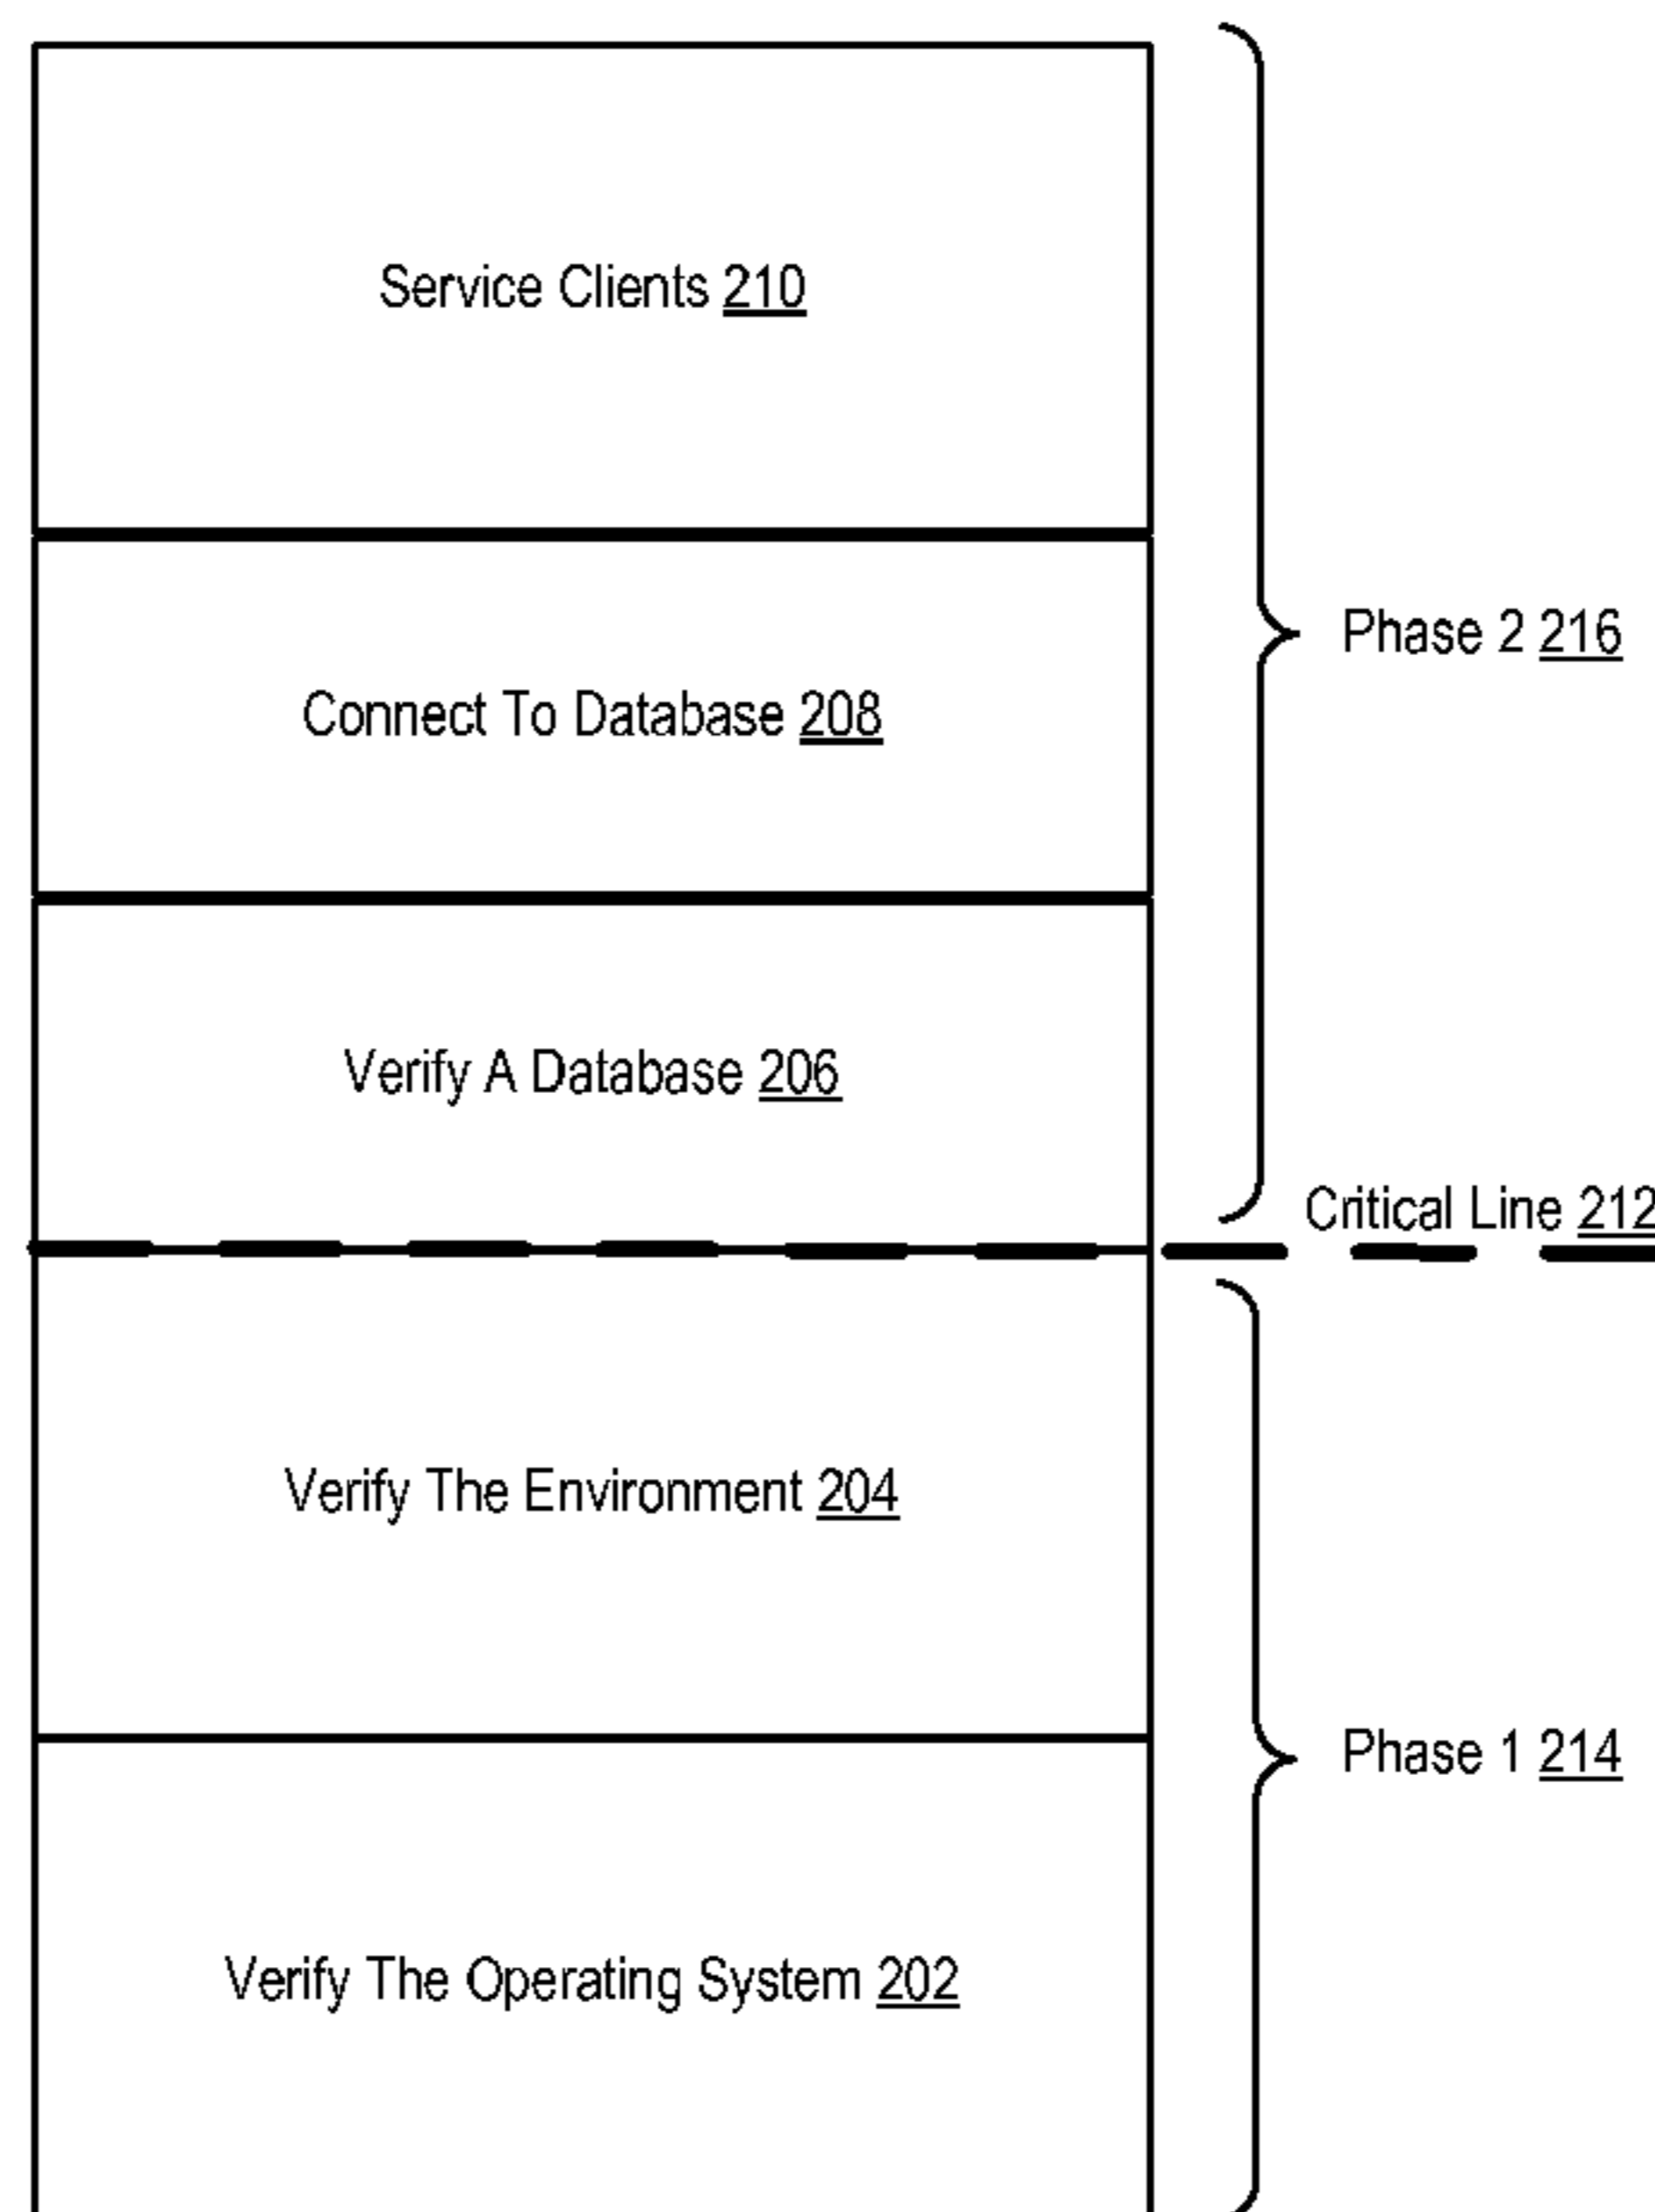 Service Clients 210
Phase 2 216
Connect To Database 208
Verify A Database 206
Critical Line 212
Verify The Environment 204
Phase 1 214
Verify The Operating System 202